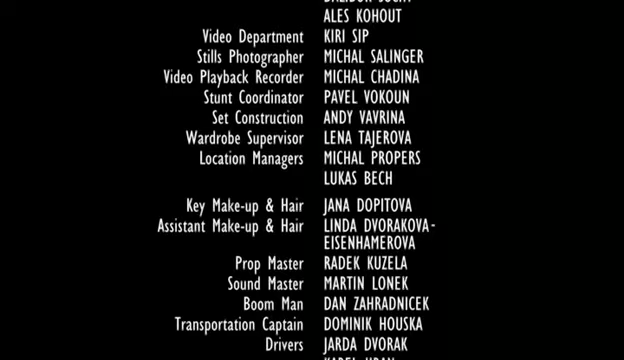 ALES KOHOUT
Video Department KIRI SIP
Stills Photographer MICHAL SALINGER
Video Playback Recorder MICHAL CHADINA
Stunt Coordinator PAVEL VOKOUN
Set Construction ANDY VAVRINA
Wardrobe Supervisor LENA TAJEROVA
Location Managers MICHAL PROPERS
LUKAS BECH
Key Make-up & Hair JANA DOPITOVA
Assistant Make-up & Hair LINDA DVORAKOVA-
EISENHAMEROVA
Prop Master RADEK KUZELA
Sound Master MARTIN LONEK
Boom Man DAN ZAHRADNICEK
Transportation Captain DOMINIK HOUSKA
Drivers JARDA DVORAK